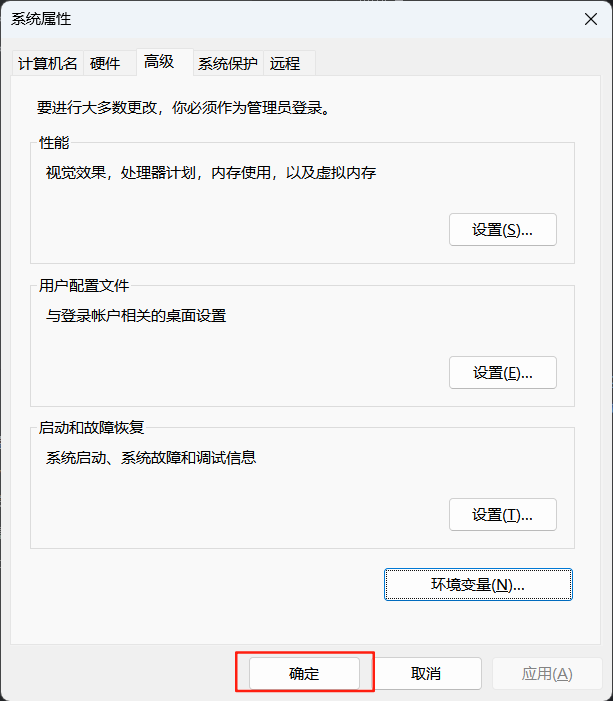 系统属性
计算机名 硬件 高级 系统保护 远程
要进行大多数更改，你必须作为管理员登录。
性能
视觉效果，处理器计划，内存使用，以及虚拟内存
设置(S)...
用户配置文件
与登录帐户相关的桌面设置
设置(E)...
启动和故障恢复
系统启动、系统故障和调试信息
设置(T)...
环境变量(N)...
确定 取消 应用(A)